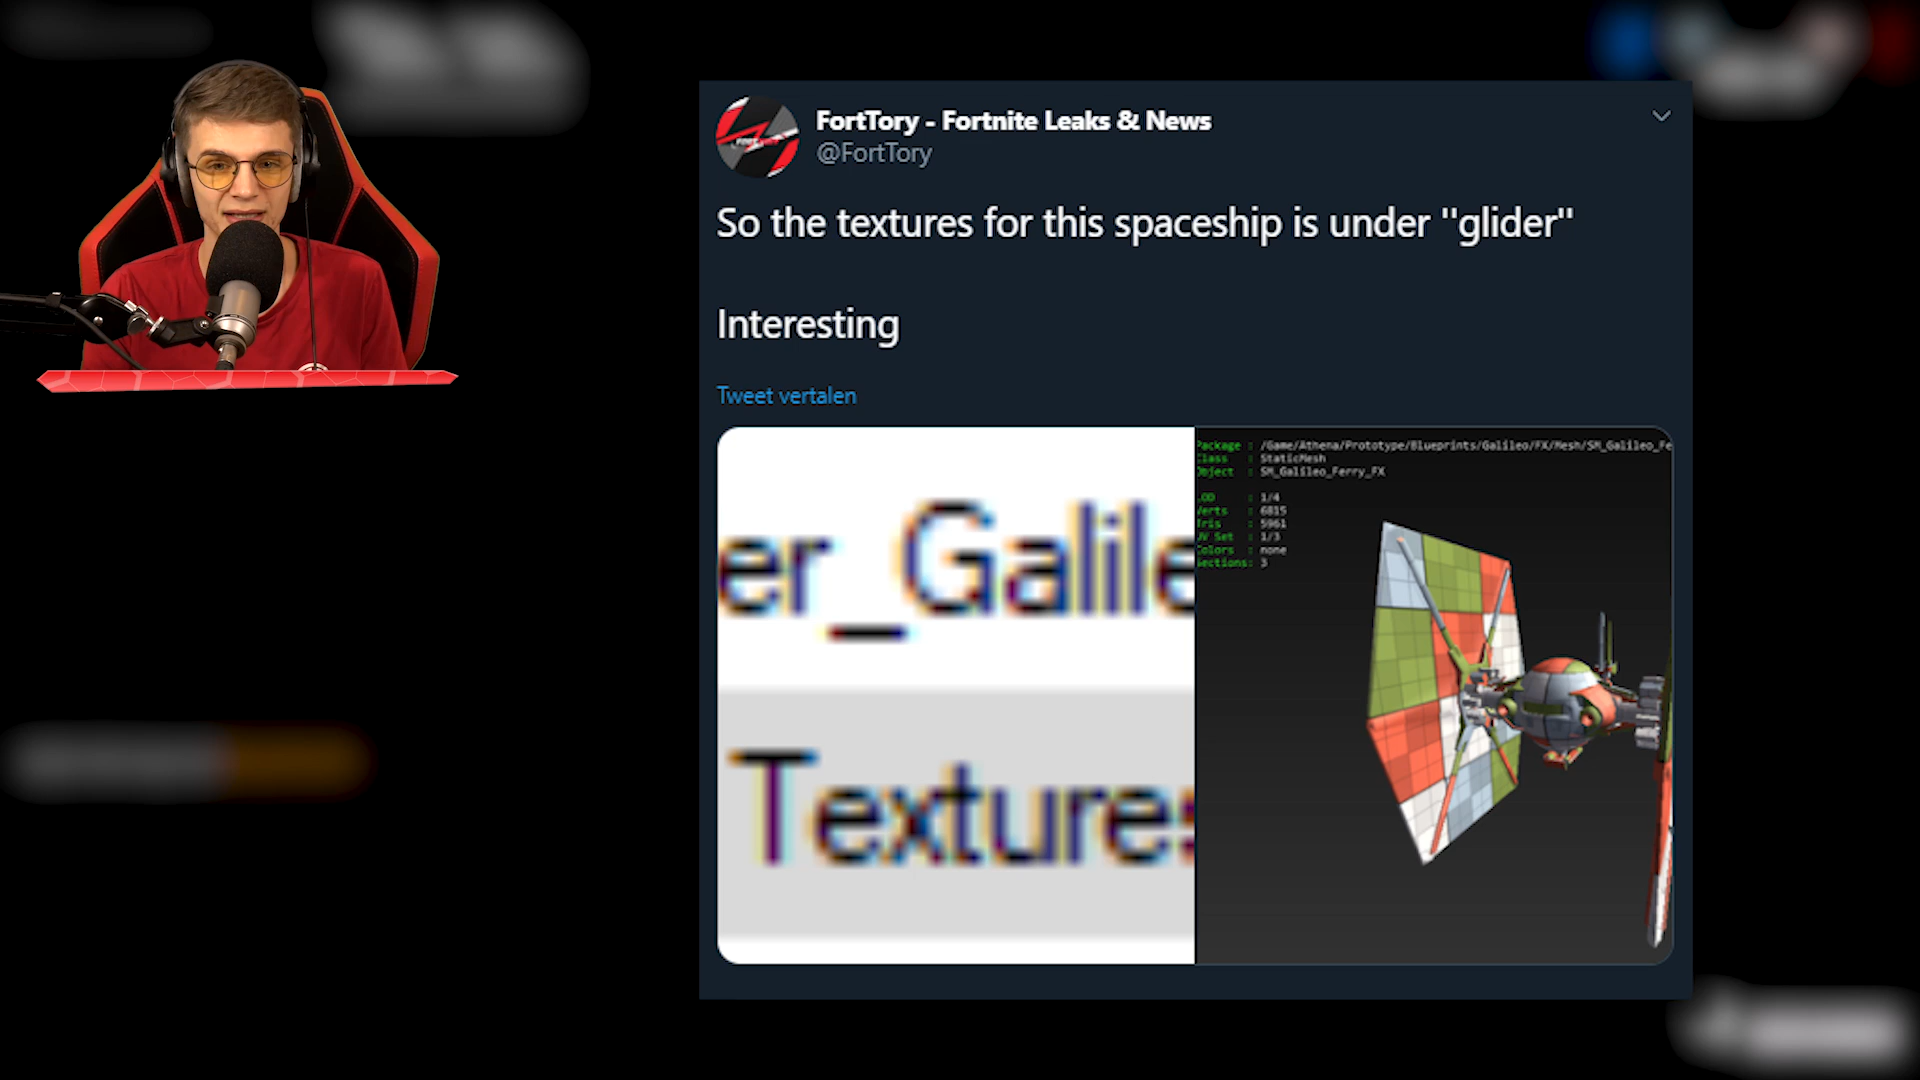 FortTory - Fortnite Leaks & News
@FortTory
So the textures for this spaceship is under "glider"
Interesting
Tweet vertalen
er_Galile
Textures
Package : /Game/Athena/Prototype/Blueprints/Galileo/FX/Mesh/SM_Galileo_Fe
Class : StaticMesh
Object : SM_Galileo_Ferry_FX
LOD : 1/4
Verts : 6815
Tris : 5961
UV Set : 1/3
Colors : none
Sections: 3